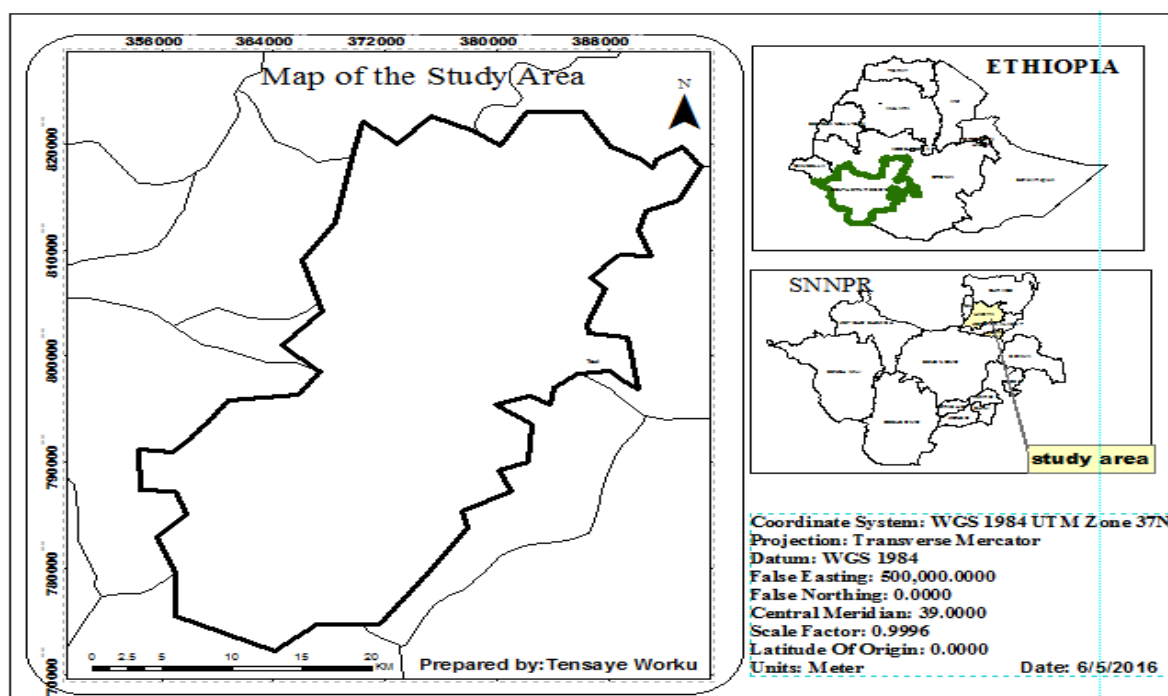 356000 364000 372000 380000 388000
Map of the Study Area
N
820000
810000
800000
790000
780000
770000
0 2.5 5 10 15 20
KM
Prepared by:Tensaye Worku
ETHIOPIA
SNNPR
study area
Coordinate System: WGS 1984 UTM Zone 37N
Projection: Transverse Mercator
Datum: WGS 1984
False Easting: 500,000.0000
False Northing: 0.0000
Central Meridian: 39.0000
Scale Factor: 0.9996
Latitude Of Origin: 0.0000
Units: Meter
Date: 6/5/2016